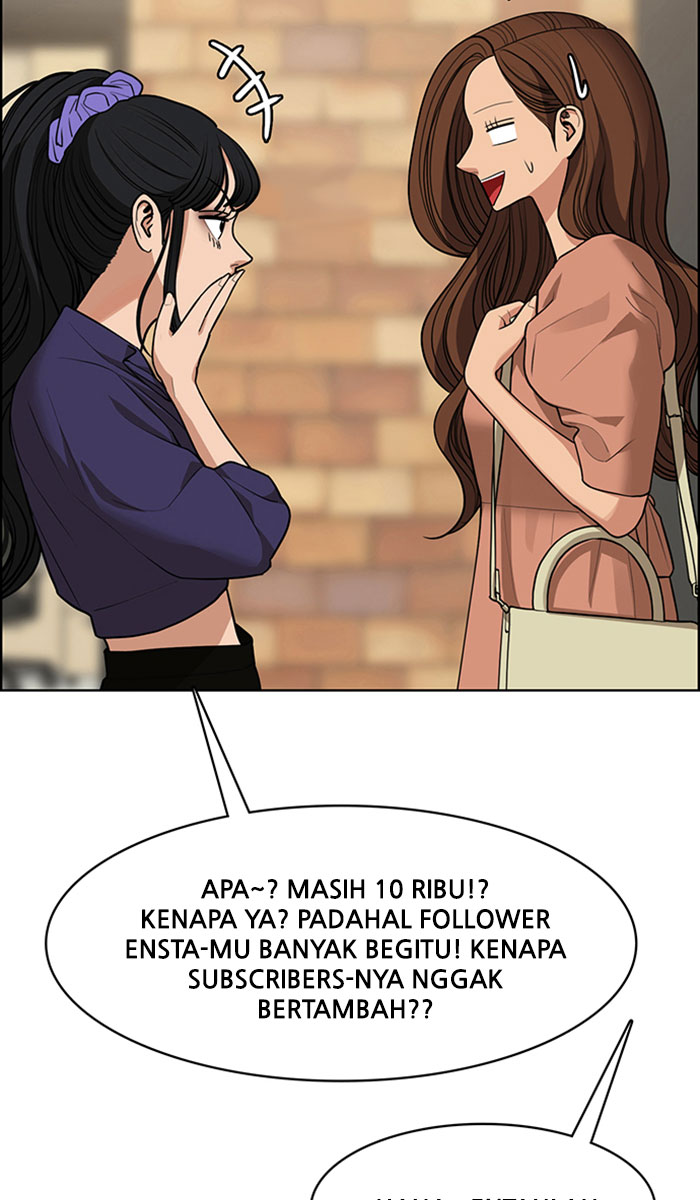 APA~? MASIH 10 RIBU!?
KENAPA YA? PADAHAL FOLLOWER
ENSTA-MU BANYAK BEGITU! KENAPA
SUBSCRIBERS-NYA NGGAK
BERTAMBAH??